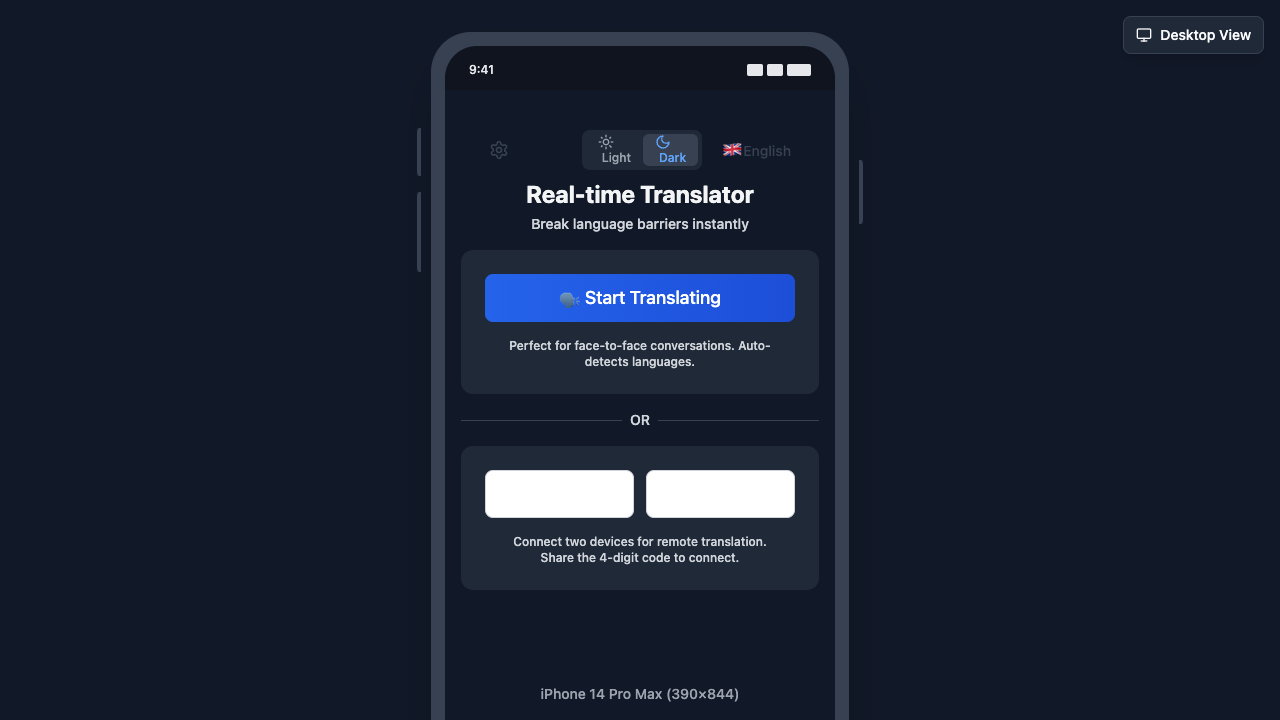 Desktop View
9:41
Light
Dark
🇬🇧 English
Real-time Translator
Break language barriers instantly
🗣️ Start Translating
Perfect for face-to-face conversations. Auto-
detects languages.
OR
Connect two devices for remote translation.
Share the 4-digit code to connect.
iPhone 14 Pro Max (390×844)